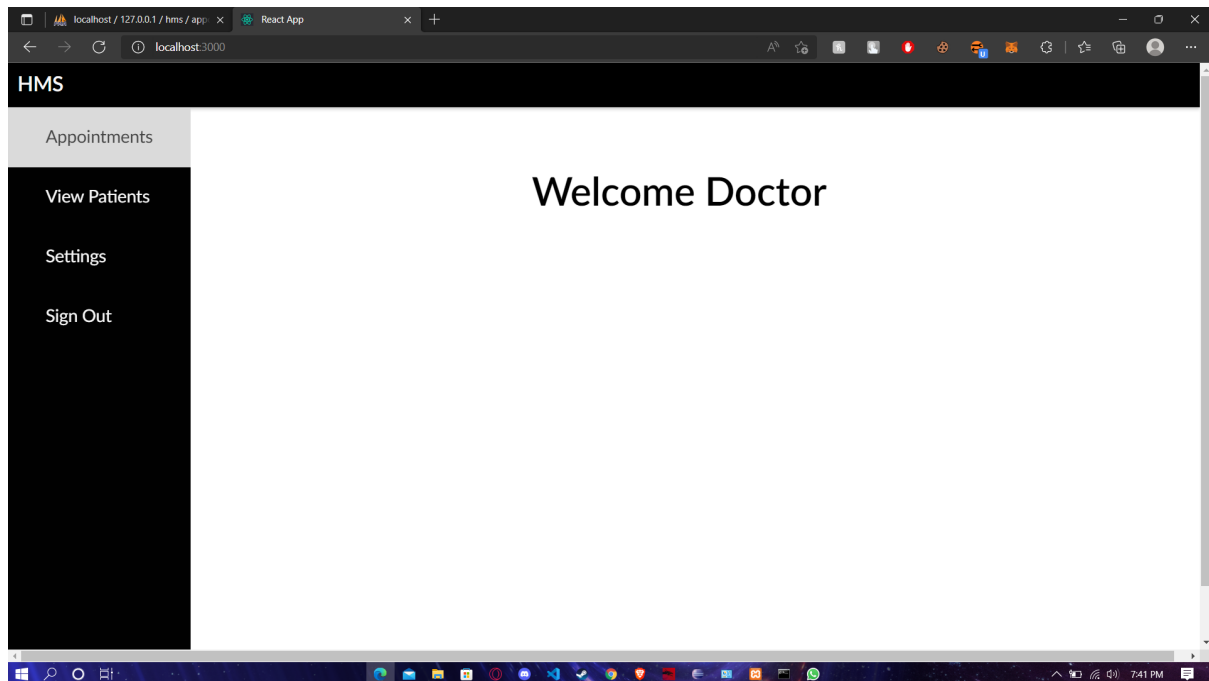 localhost / 127.0.0.1 / hms / app
React App
localhost:3000
HMS
Appointments
View Patients
Settings
Sign Out
Welcome Doctor
7:41 PM